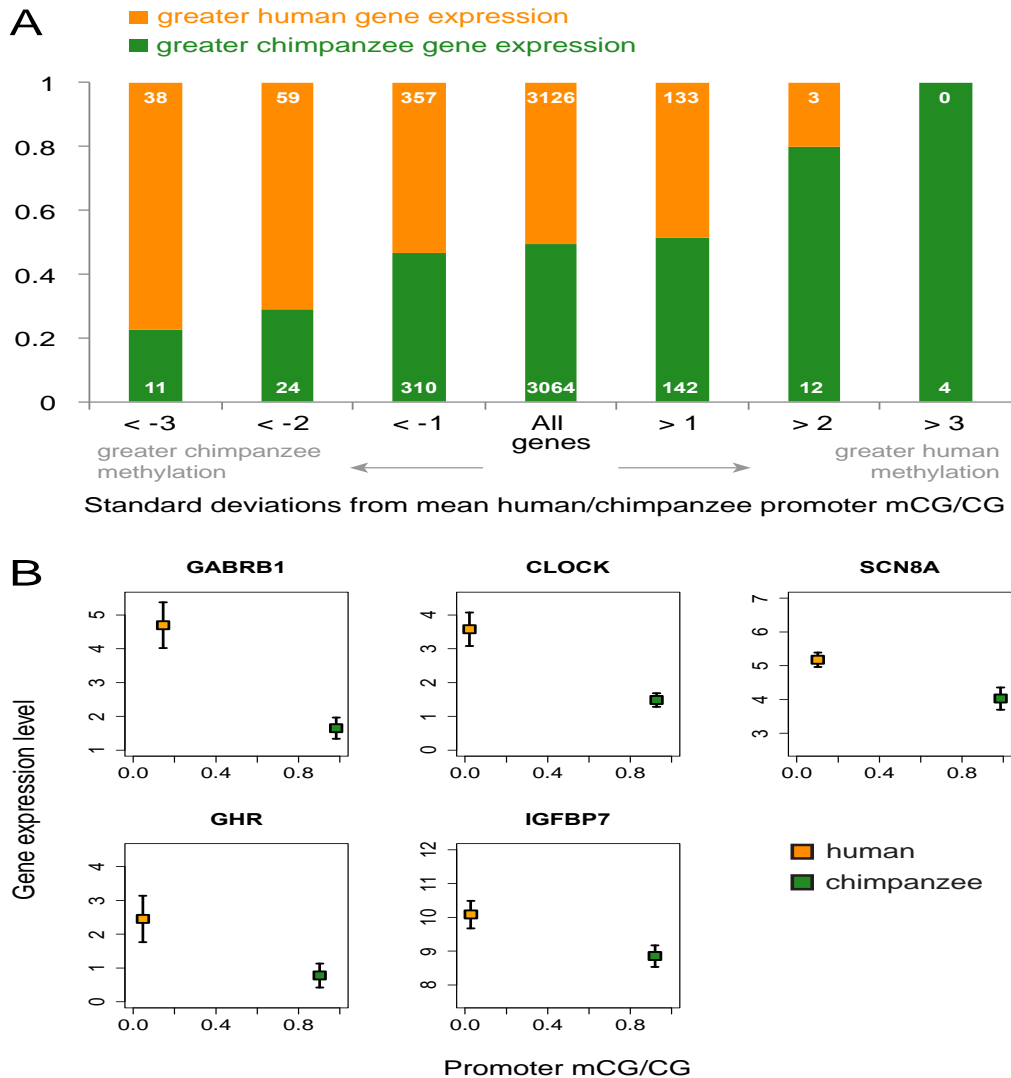 A
greater human gene expression
greater chimpanzee gene expression
1
0.8
0.6
0.4
0.2
0
38 59 357 3126 133 3 0
11 24 310 3064 142 12 4
< -3 < -2 < -1 All genes > 1 > 2 > 3
greater chimpanzee methylation
greater human methylation
Standard deviations from mean human/chimpanzee promoter mCG/CG
B
Gene expression level
GABRB1
5
4
3
2
1
0.0 0.4 0.8
CLOCK
4
3
2
1
0
0.0 0.4 0.8
SCN8A
7
6
5
4
3
0.0 0.4 0.8
GHR
4
3
2
1
0
0.0 0.4 0.8
IGFBP7
12
11
10
9
8
0.0 0.4 0.8
human
chimpanzee
Promoter mCG/CG